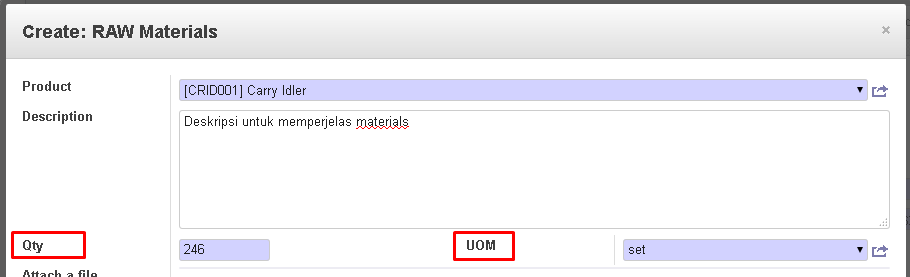 Create: RAW Materials ×
Product [CRID001] Carry Idler
Description Deskripsi untuk memperjelas materials
Qty 246 UOM set
Attach a file